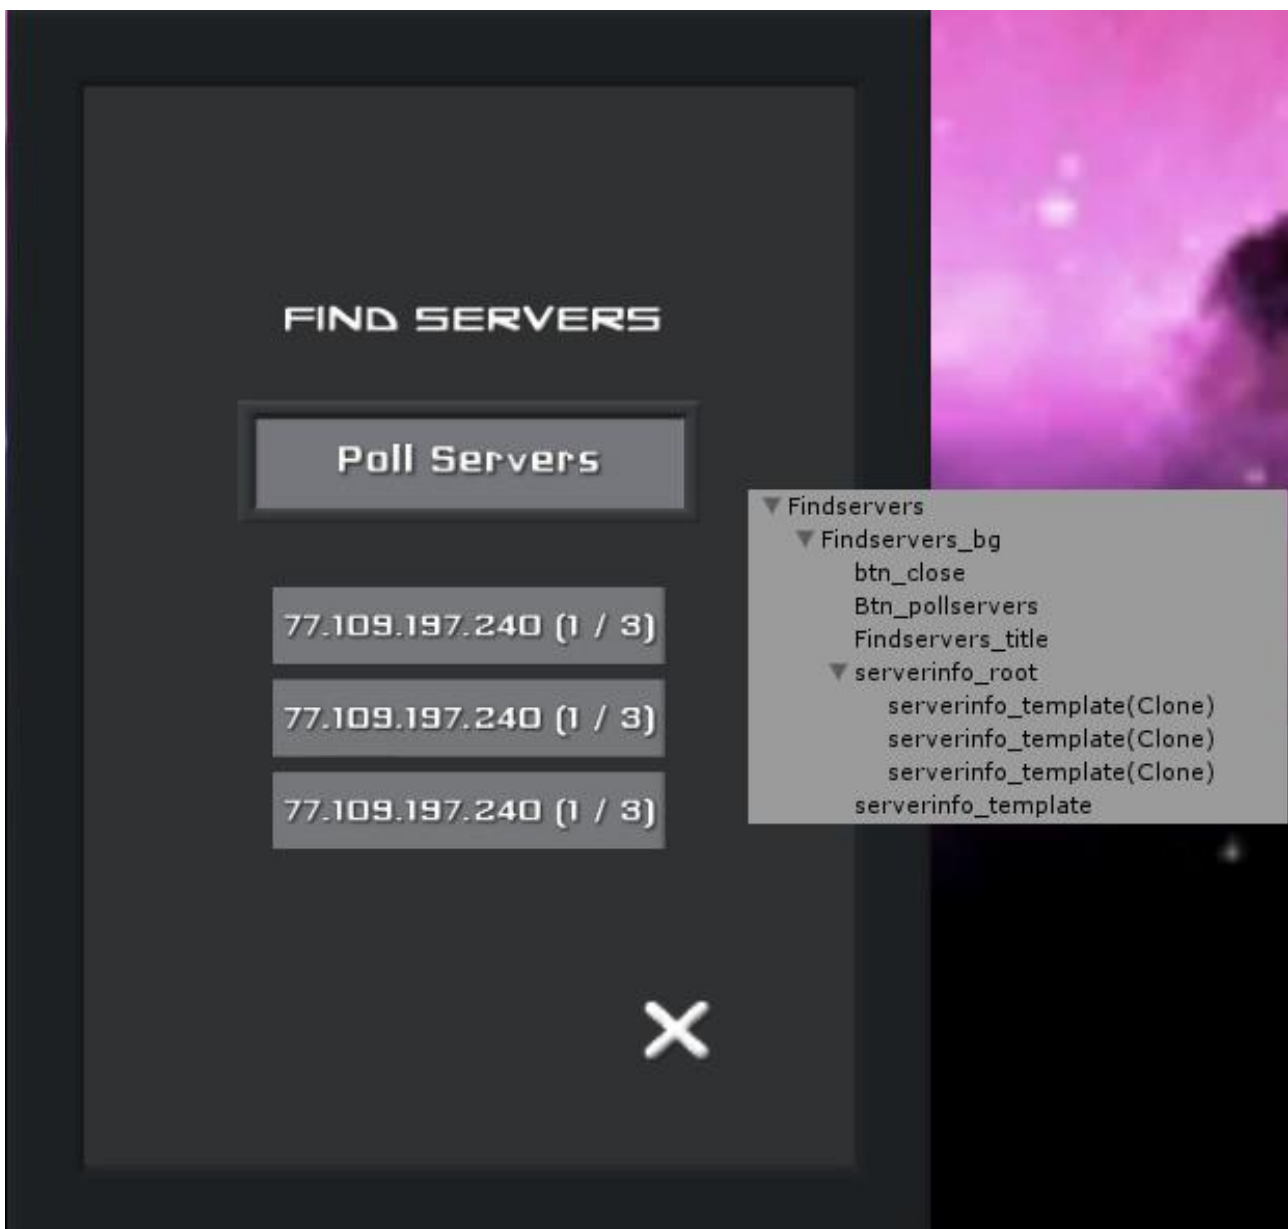 FIND SERVERS
Poll Servers
77.109.197.240 (1 / 3)
77.109.197.240 (1 / 3)
77.109.197.240 (1 / 3)
Findservers
Findservers_bg
btn_close
Btn_pollservers
Findservers_title
serverinfo_root
serverinfo_template(Clone)
serverinfo_template(Clone)
serverinfo_template(Clone)
serverinfo_template